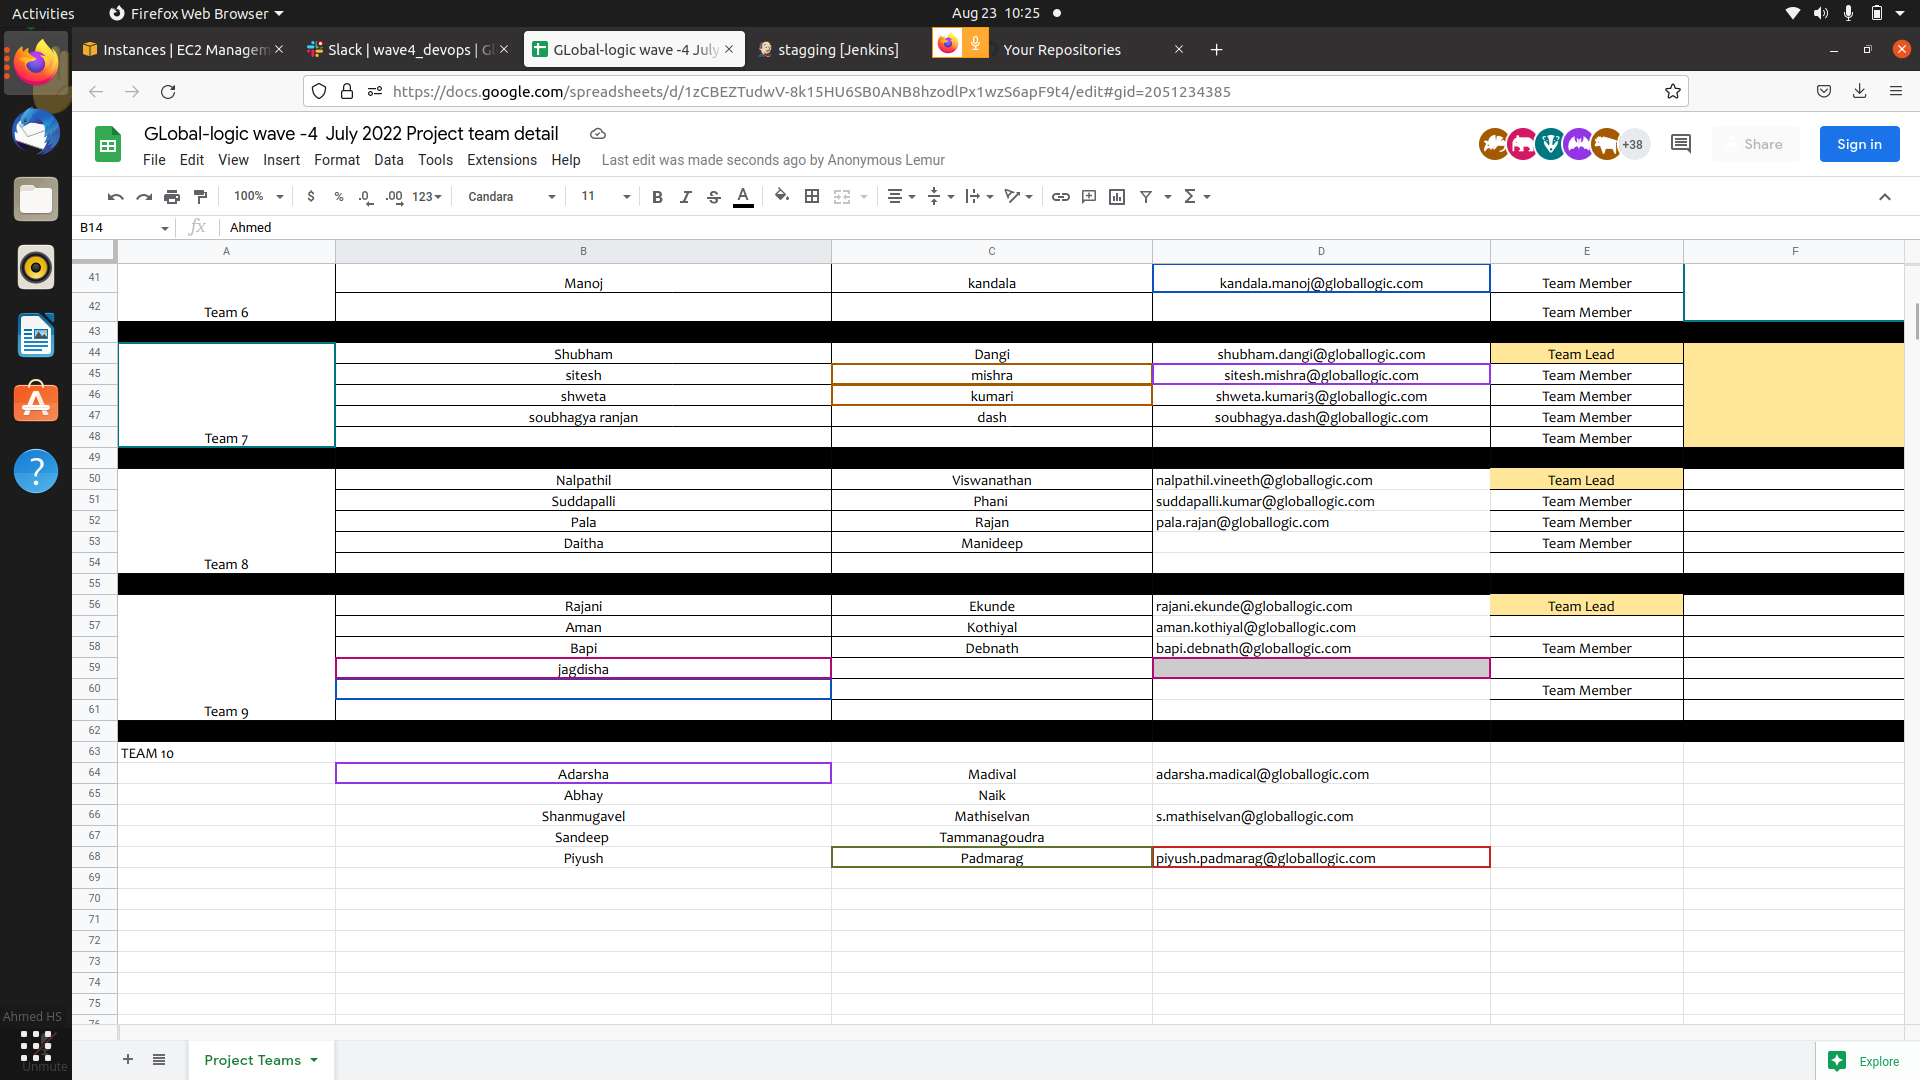 Activities Firefox Web Browser Aug 23 10:25
Instances | EC2 Managem Slack | wave4_devops | Gl GLobal-logic wave -4 July stagging [Jenkins] Your Repositories
https://docs.google.com/spreadsheets/d/1zCBEZTudwV-8k15HU6SB0ANB8hzodlPx1wzS6apF9t4/edit#gid=2051234385
GLobal-logic wave -4 July 2022 Project team detail
+38 Share Sign in
File Edit View Insert Format Data Tools Extensions Help Last edit was made seconds ago by Anonymous Lemur
100% $ % .0 .00 123 Candara 11 B I S A
B14 fx Ahmed
A B C D E F
41 Manoj kandala kandala.manoj@globallogic.com Team Member
42 Team 6 Team Member
43
44 Shubham Dangi shubham.dangi@globallogic.com Team Lead
45 sitesh mishra sitesh.mishra@globallogic.com Team Member
46 shweta kumari shweta.kumari3@globallogic.com Team Member
47 soubhagya ranjan dash soubhagya.dash@globallogic.com Team Member
48 Team 7 Team Member
49
50 Nalpathil Viswanathan nalpathil.vineeth@globallogic.com Team Lead
51 Suddapalli Phani suddapalli.kumar@globallogic.com Team Member
52 Pala Rajan pala.rajan@globallogic.com Team Member
53 Daitha Manideep Team Member
54 Team 8
55
56 Rajani Ekunde rajani.ekunde@globallogic.com Team Lead
57 Aman Kothiyal aman.kothiyal@globallogic.com
58 Bapi Debnath bapi.debnath@globallogic.com Team Member
59 jagdisha
60 Team Member
61 Team 9
62
63 TEAM 10
64 Adarsha Madival adarsha.madical@globallogic.com
65 Abhay Naik
66 Shanmugavel Mathiselvan s.mathiselvan@globallogic.com
67 Sandeep Tammanagoudra
68 Piyush Padmarag piyush.padmarag@globallogic.com
69
70
71
72
73
74
75
76
Ahmed HS
Unmute
Project Teams Explore